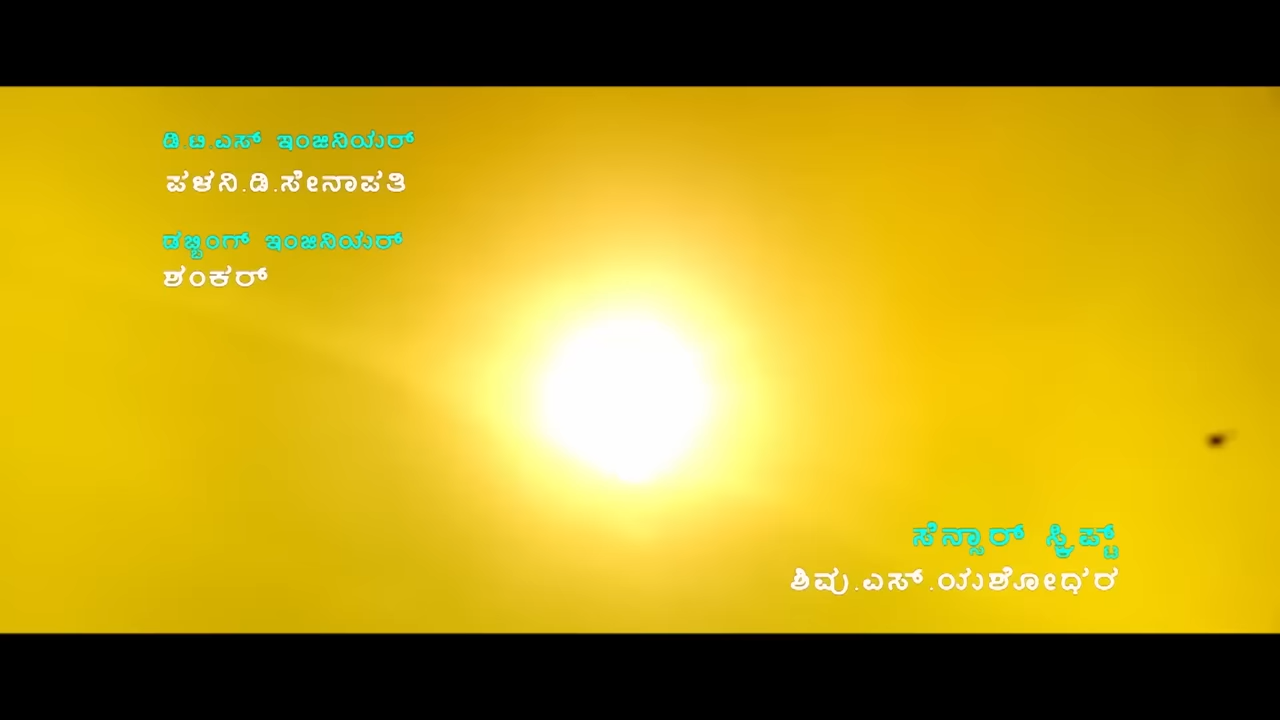 ಡಿ.ಟಿ.ಎಸ್ ಇಂಜಿನಿಯರ್
ಪಳನಿ.ಡಿ.ಸೇನಾಪತಿ
ಡಬ್ಬಿಂಗ್ ಇಂಜಿನಿಯರ್
ಶಂಕರ್
ಸೆನ್ಸಾರ್ ಸ್ಕ್ರಿಪ್ಟ್
ಶಿವು.ಎಸ್.ಯಶೋಧರ